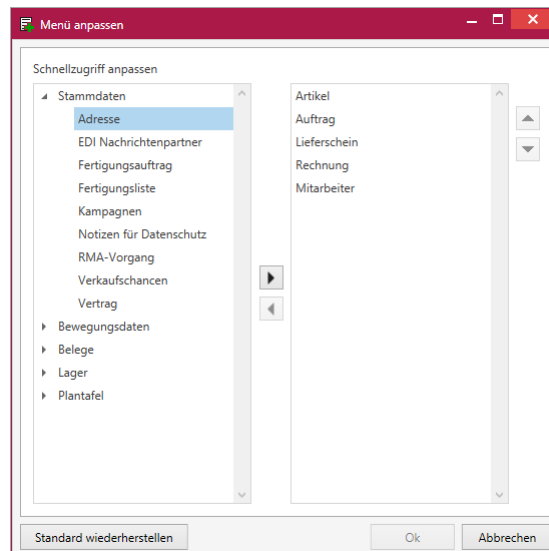 Menü anpassen
Schnellzugriff anpassen
Stammdaten
Adresse
EDI Nachrichtenpartner
Fertigungsauftrag
Fertigungsliste
Kampagnen
Notizen für Datenschutz
RMA-Vorgang
Verkaufschancen
Vertrag
Bewegungsdaten
Belege
Lager
Plantafel
Artikel
Auftrag
Lieferschein
Rechnung
Mitarbeiter
Standard wiederherstellen
Ok
Abbrechen